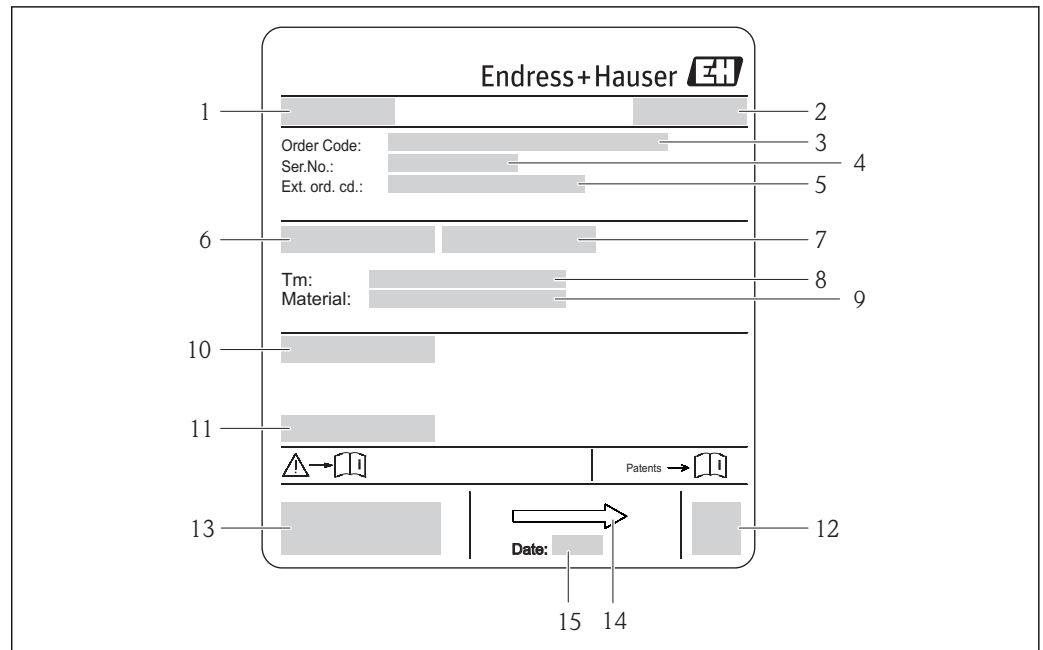 Endress+Hauser EH
1 2
Order Code: 3
Ser.No.: 4
Ext. ord. cd.: 5
6 7
Tm: 8
Material: 9
10
11
Patents
13 12
Date:
15 14